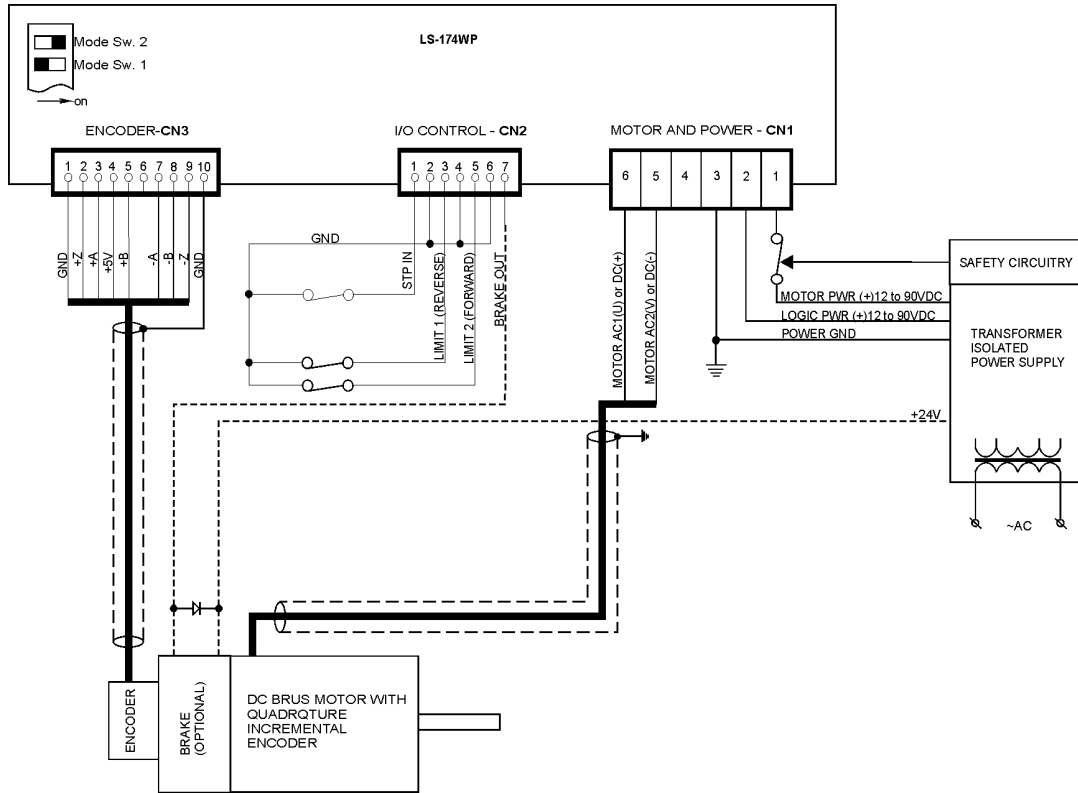 LS-174WP
Mode Sw. 2
Mode Sw. 1
on
ENCODER-CN3
I/O CONTROL - CN2
MOTOR AND POWER - CN1
1 2 3 4 5 6 7 8 9 10
1 2 3 4 5 6 7
6 5 4 3 2 1
GND
+Z
+A
+5V
+B
-A
-B
-Z
GND
GND
STP IN
LIMIT 1 (REVERSE)
LIMIT 2 (FORWARD)
BRAKE OUT
MOTOR AC1(U) or DC(+)
MOTOR AC2(V) or DC(-)
SAFETY CIRCUITRY
MOTOR PWR (+)12 to 90VDC
LOGIC PWR (+)12 to 90VDC
POWER GND
TRANSFORMER
ISOLATED
POWER SUPPLY
+24V
~AC
ENCODER
BRAKE
(OPTIONAL)
DC BRUS MOTOR WITH
QUADRQTURE
INCREMENTAL
ENCODER